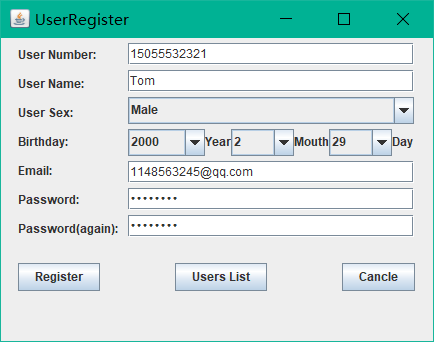 UserRegister
User Number: 15055532321
User Name: Tom
User Sex: Male
Birthday: 2000 Year 2 Mouth 29 Day
Email: 1148563245@qq.com
Password: ••••••••
Password(again): ••••••••
Register Users List Cancle